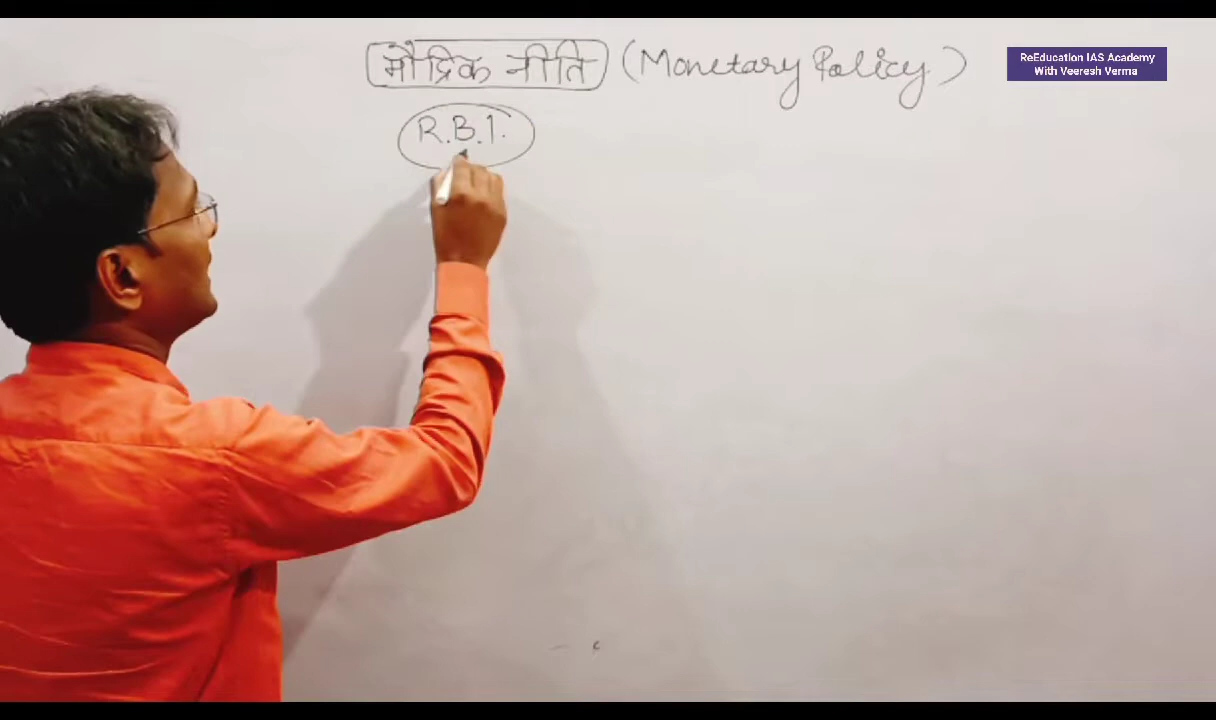 मौद्रिक नीति (Monetary Policy)
R.B.I.
ReEducation IAS Academy
With Veeresh Verma